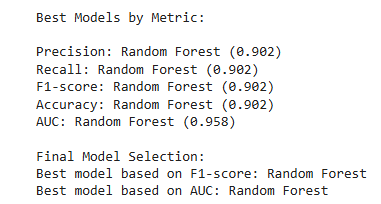 Best Models by Metric:
Precision: Random Forest (0.902)
Recall: Random Forest (0.902)
F1-score: Random Forest (0.902)
Accuracy: Random Forest (0.902)
AUC: Random Forest (0.958)
Final Model Selection:
Best model based on F1-score: Random Forest
Best model based on AUC: Random Forest